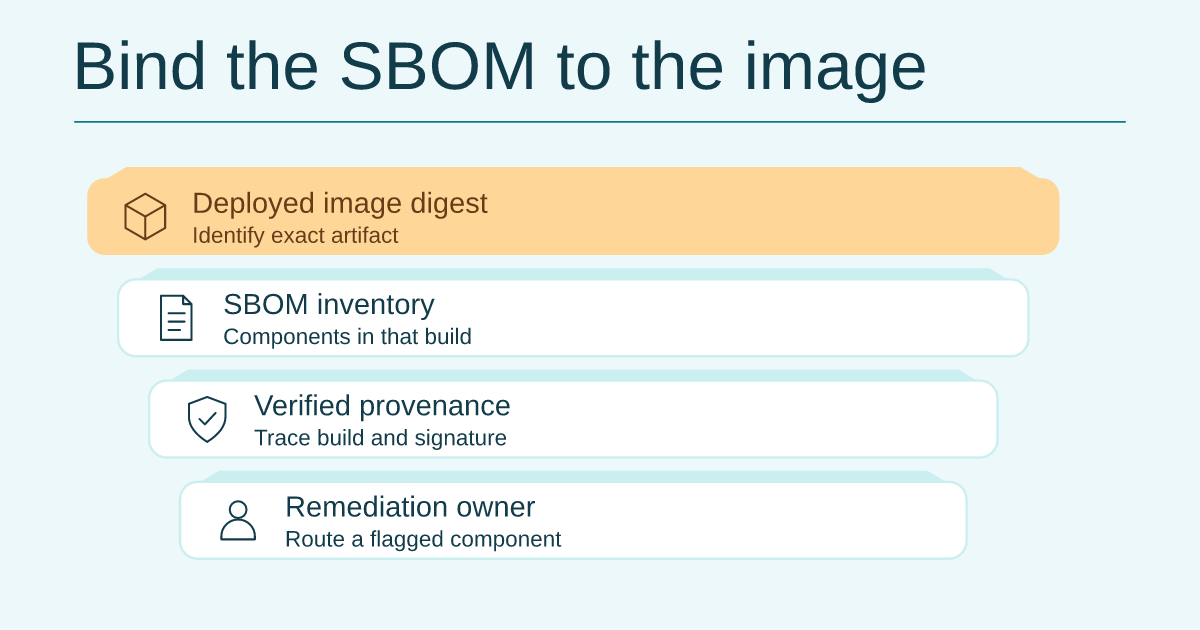 Bind the SBOM to the image
Deployed image digest
Identify exact artifact
SBOM inventory
Components in that build
Verified provenance
Trace build and signature
Remediation owner
Route a flagged component